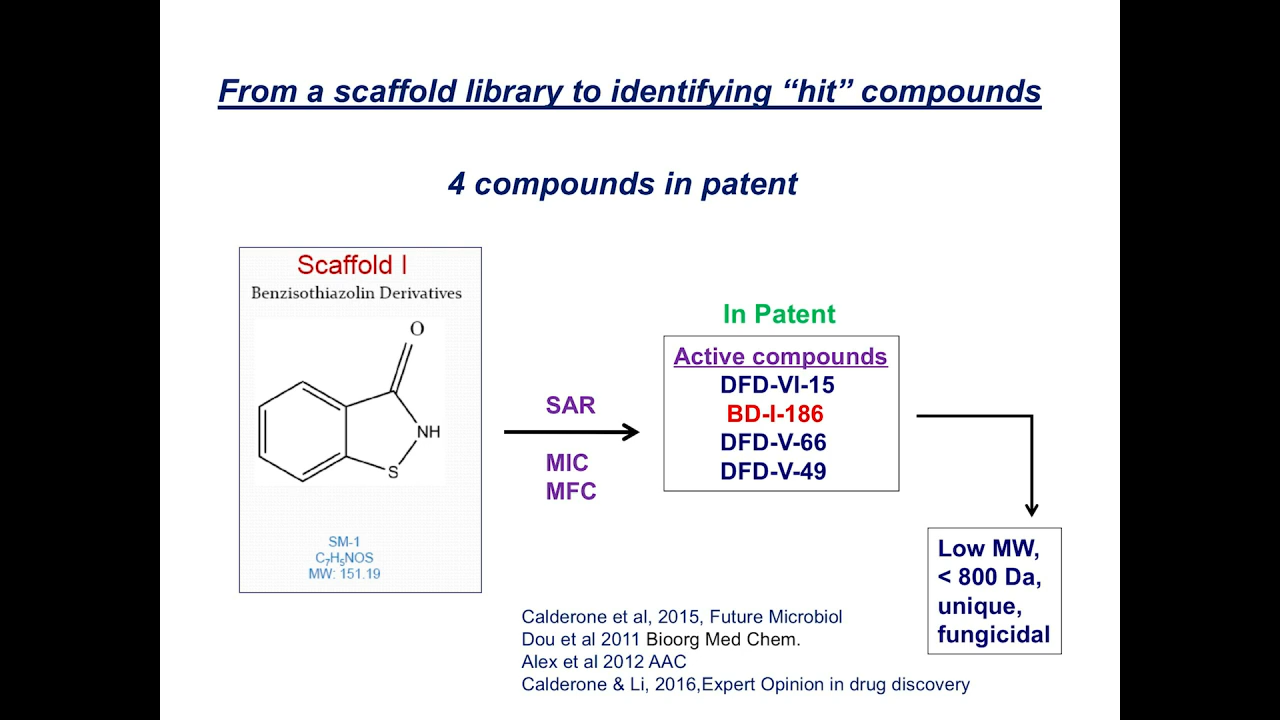 From a scaffold library to identifying “hit” compounds
4 compounds in patent
Scaffold I
Benzisothiazolin Derivatives
O
NH
S
SM-1
C₇H₅NOS
MW: 151.19
SAR
MIC
MFC
In Patent
Active compounds
DFD-VI-15
BD-I-186
DFD-V-66
DFD-V-49
Low MW,
< 800 Da,
unique,
fungicidal
Calderone et al, 2015, Future Microbiol
Dou et al 2011 Bioorg Med Chem.
Alex et al 2012 AAC
Calderone & Li, 2016,Expert Opinion in drug discovery